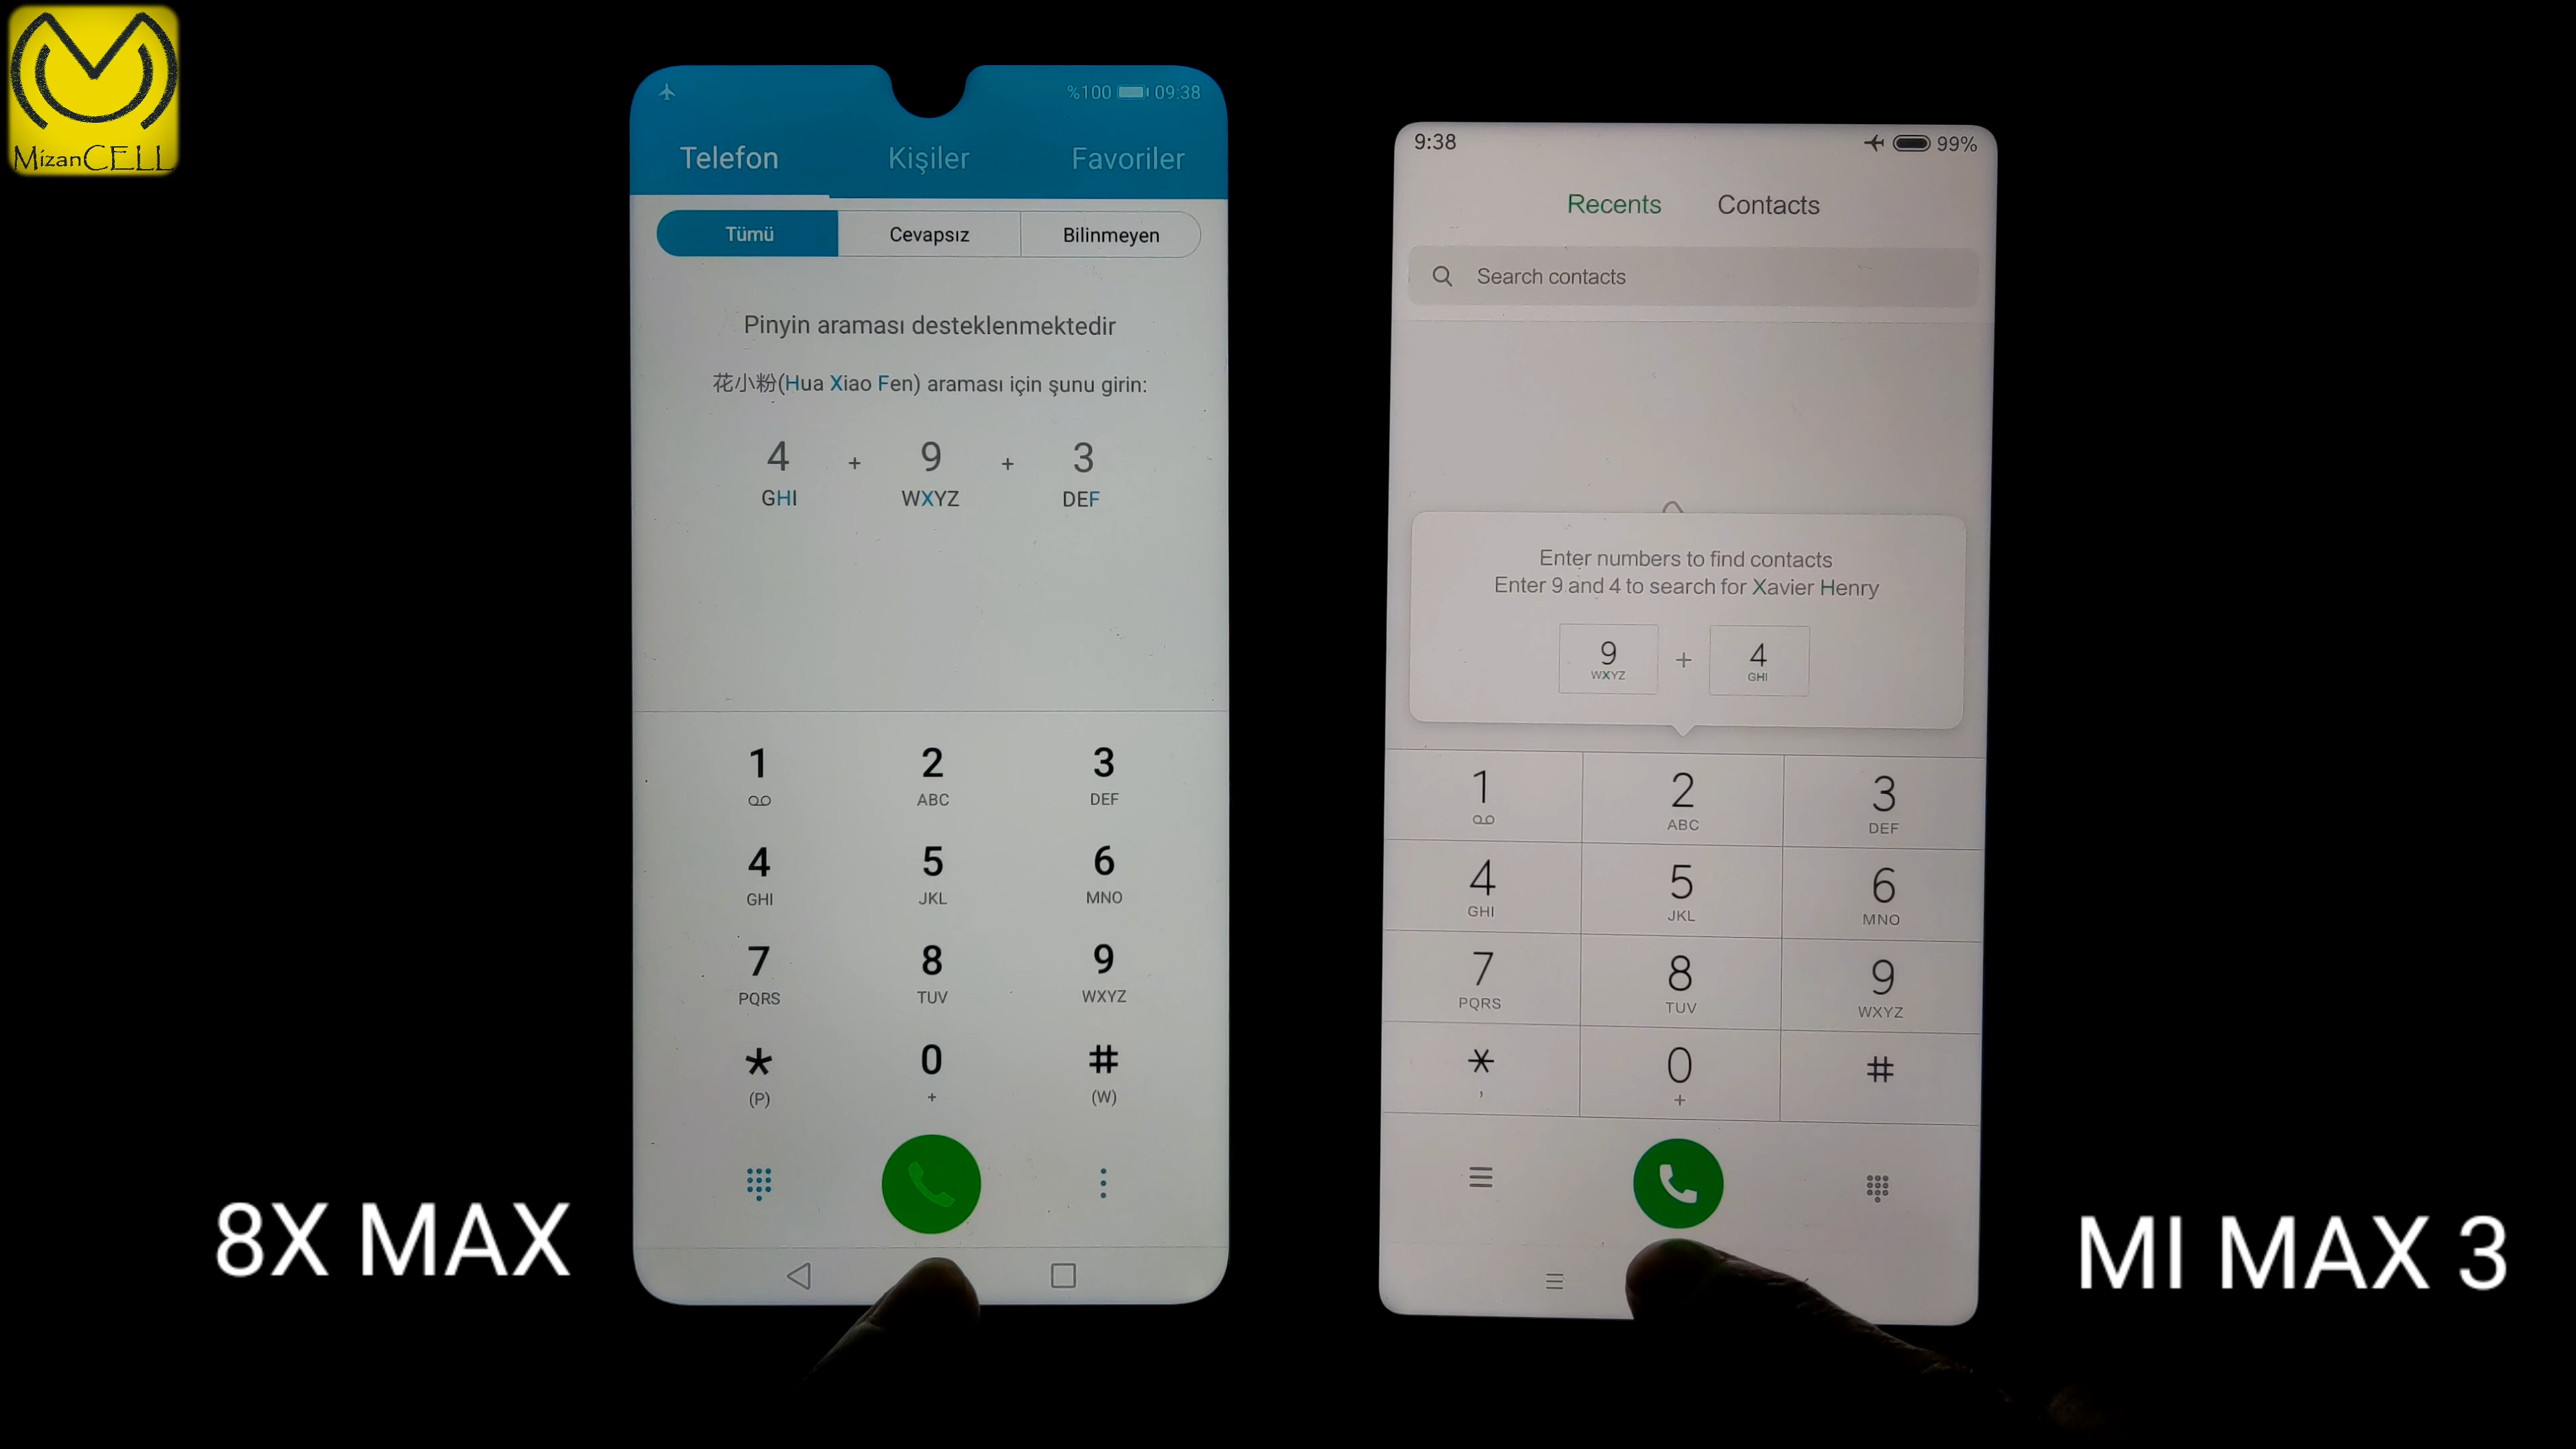 MizanCELL
%100 09:38
Telefon Kişiler Favoriler
Tümü Cevapsız Bilinmeyen
Pinyin araması desteklenmektedir
花小粉(Hua Xiao Fen) araması için şunu girin:
4 + 9 + 3
GHI WXYZ DEF
1 2 3
ABC DEF
4 5 6
GHI JKL MNO
7 8 9
PQRS TUV WXYZ
* 0 #
(P) + (W)
8X MAX
9:38 99%
Recents Contacts
Search contacts
Enter numbers to find contacts
Enter 9 and 4 to search for Xavier Henry
9 + 4
WXYZ GHI
1 2 3
ABC DEF
4 5 6
GHI JKL MNO
7 8 9
PQRS TUV WXYZ
* 0 #
, +
MI MAX 3